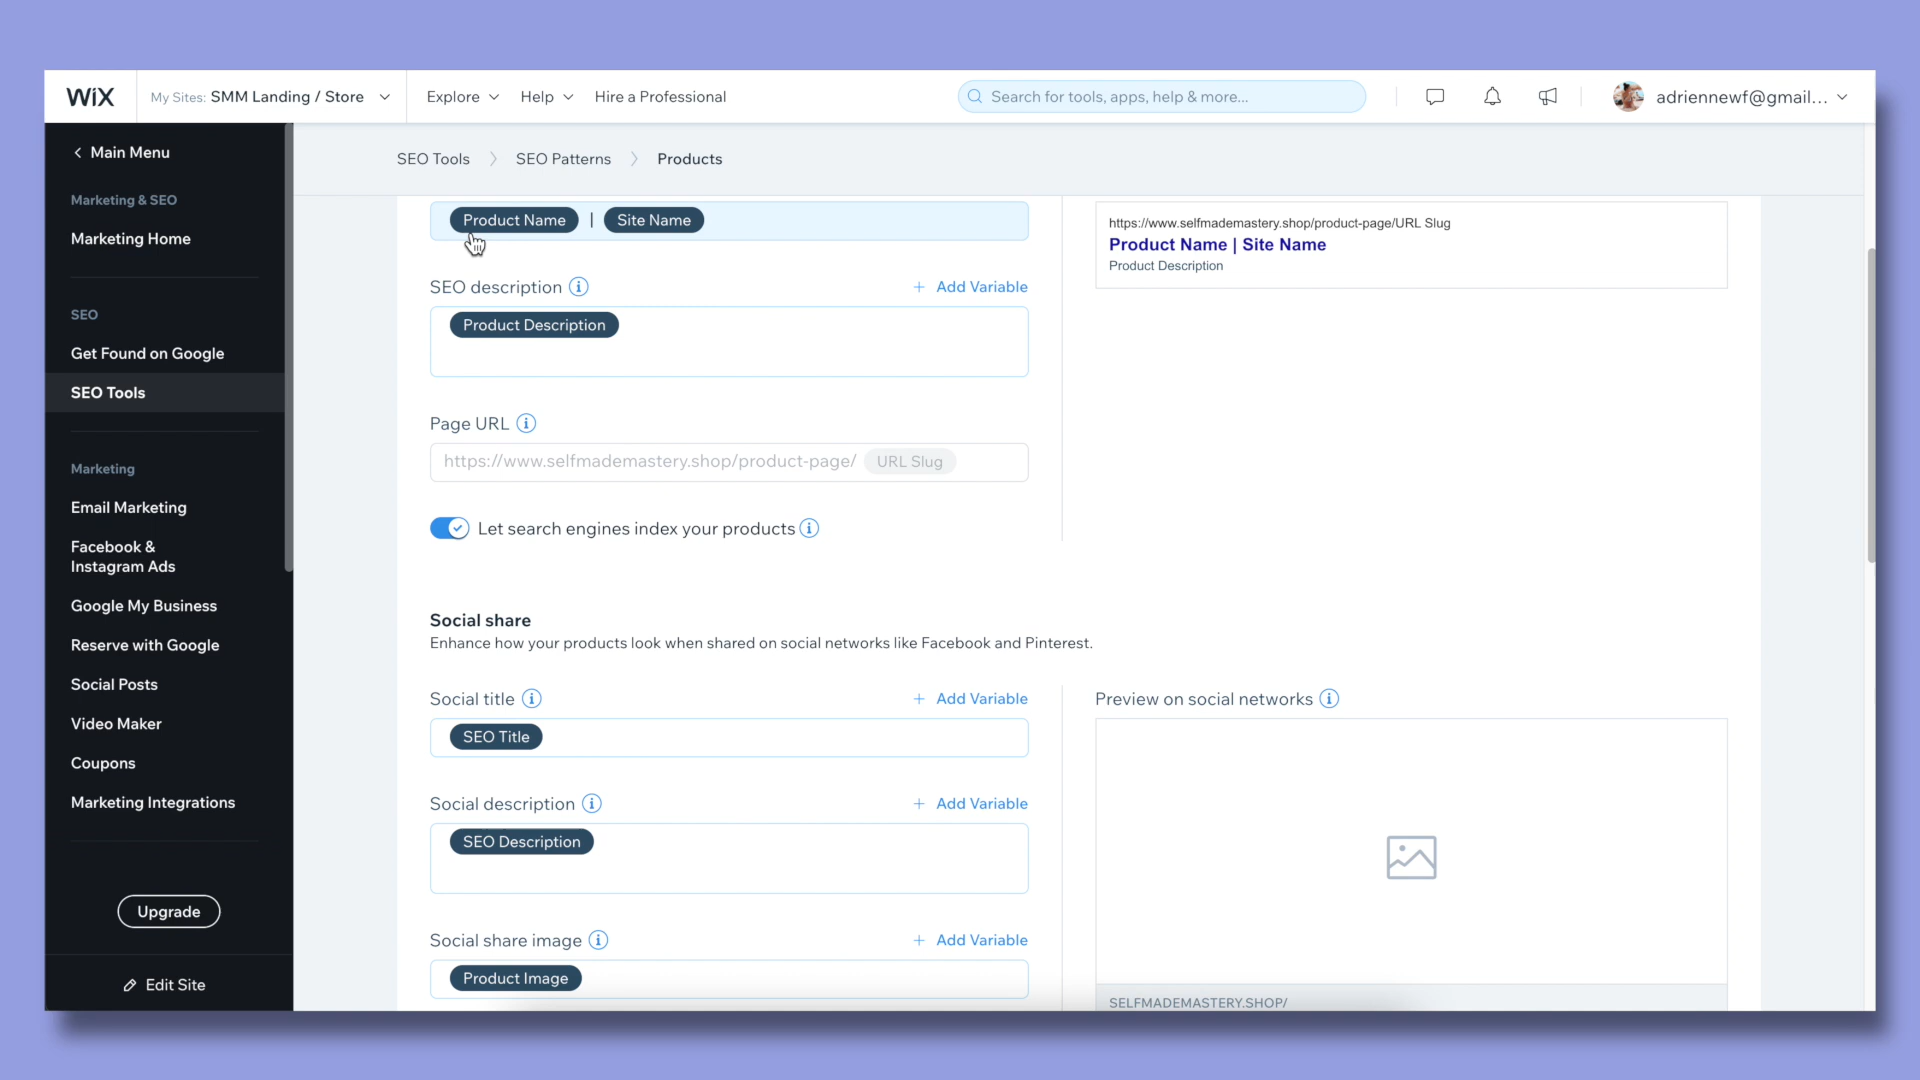 WiX
My Sites: SMM Landing / Store
Explore
Help
Hire a Professional
Search for tools, apps, help & more...
adriennewf@gmail...
Main Menu
Marketing & SEO
Marketing Home
SEO
Get Found on Google
SEO Tools
Marketing
Email Marketing
Facebook &
Instagram Ads
Google My Business
Reserve with Google
Social Posts
Video Maker
Coupons
Marketing Integrations
Upgrade
Edit Site
SEO Tools > SEO Patterns > Products
Product Name | Site Name
SEO description
+ Add Variable
Product Description
Page URL
https://www.selfmademastery.shop/product-page/ URL Slug
Let search engines index your products
https://www.selfmademastery.shop/product-page/URL Slug
Product Name | Site Name
Product Description
Social share
Enhance how your products look when shared on social networks like Facebook and Pinterest.
Social title
+ Add Variable
SEO Title
Social description
+ Add Variable
SEO Description
Social share image
+ Add Variable
Product Image
Preview on social networks
SELFMADEMASTERY.SHOP/